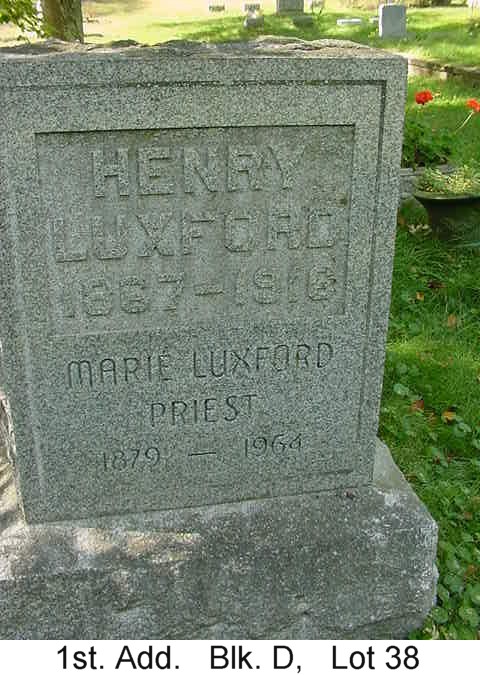 HENRY
LUXFORD
1867-1916
MARIE LUXFORD
PRIEST
1879 — 1964
1st. Add. Blk. D, Lot 38